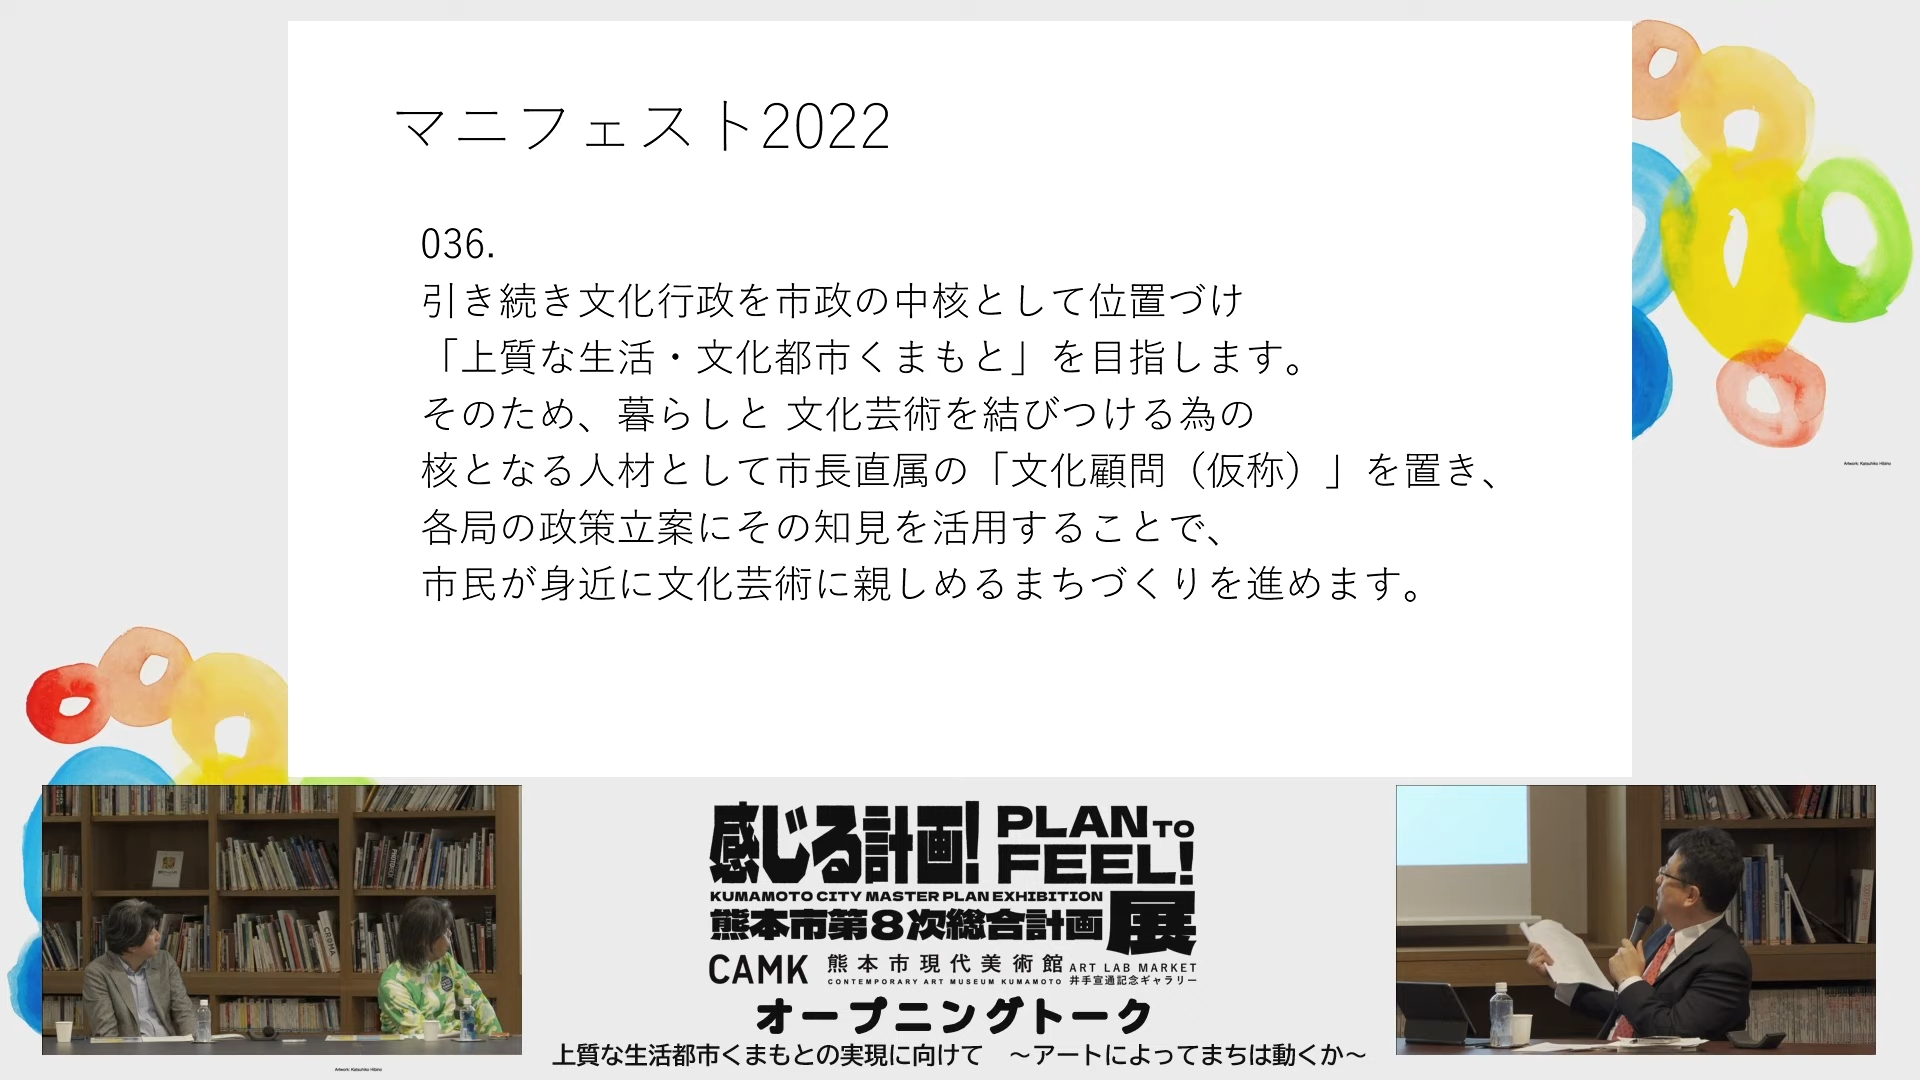 マニフェスト2022
036.
引き続き文化行政を市政の中核として位置づけ
「上質な生活・文化都市くまもと」を目指します。
そのため、暮らしと 文化芸術を結びつける為の
核となる人材として市長直属の「文化顧問（仮称）」を置き、
各局の政策立案にその知見を活用することで、
市民が身近に文化芸術に親しめるまちづくりを進めます。
Artwork: Katsuhiko Hibino
感じる計画! PLAN TO FEEL!
KUMAMOTO CITY MASTER PLAN EXHIBITION
熊本市第8次総合計画展
CAMK 熊本市現代美術館 ART LAB MARKET
CONTEMPORARY ART MUSEUM KUMAMOTO 井手宣通記念ギャラリー
オープニングトーク
上質な生活都市くまもとの実現に向けて ～アートによってまちは動くか～
Artwork: Katsuhiko Hibino